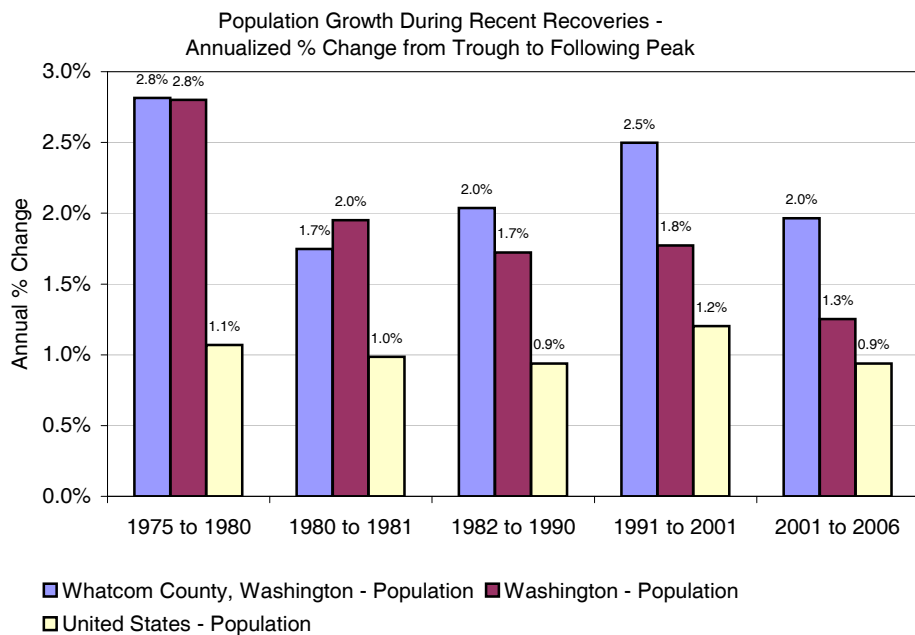 Population Growth During Recent Recoveries -
Annualized % Change from Trough to Following Peak
3.0%
2.5%
2.0%
1.5%
1.0%
0.5%
0.0%
Annual % Change
2.8%
2.8%
1.1%
1.7%
2.0%
1.0%
2.0%
1.7%
0.9%
2.5%
1.8%
1.2%
2.0%
1.3%
0.9%
1975 to 1980
1980 to 1981
1982 to 1990
1991 to 2001
2001 to 2006
Whatcom County, Washington - Population
Washington - Population
United States - Population